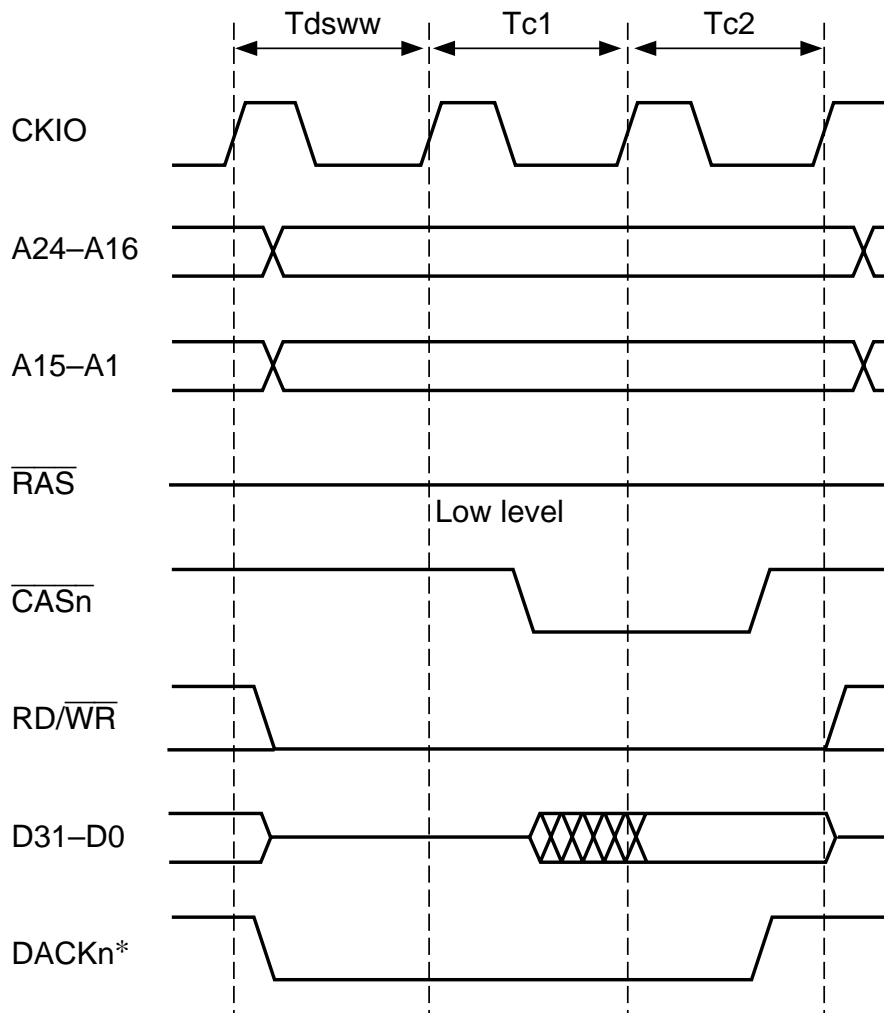 Tdsww Tc1 Tc2
CKIO
A24–A16
A15–A1
RAS
Low level
CASn
RD/WR
D31–D0
DACKn*